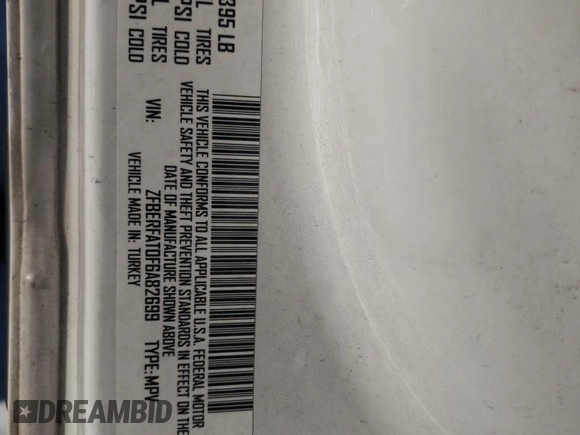 395 LB
L TIRES
PSI COLD
L TIRES
PSI COLD
THIS VEHICLE CONFORMS TO ALL APPLICABLE U.S.A. FEDERAL MOTOR
VEHICLE SAFETY AND THEFT PREVENTION STANDARDS IN EFFECT ON THE
DATE OF MANUFACTURE SHOWN ABOVE
VIN: ZFBERFAT0F6A82699 TYPE: MPV
VEHICLE MADE IN: TURKEY
DREAMBID